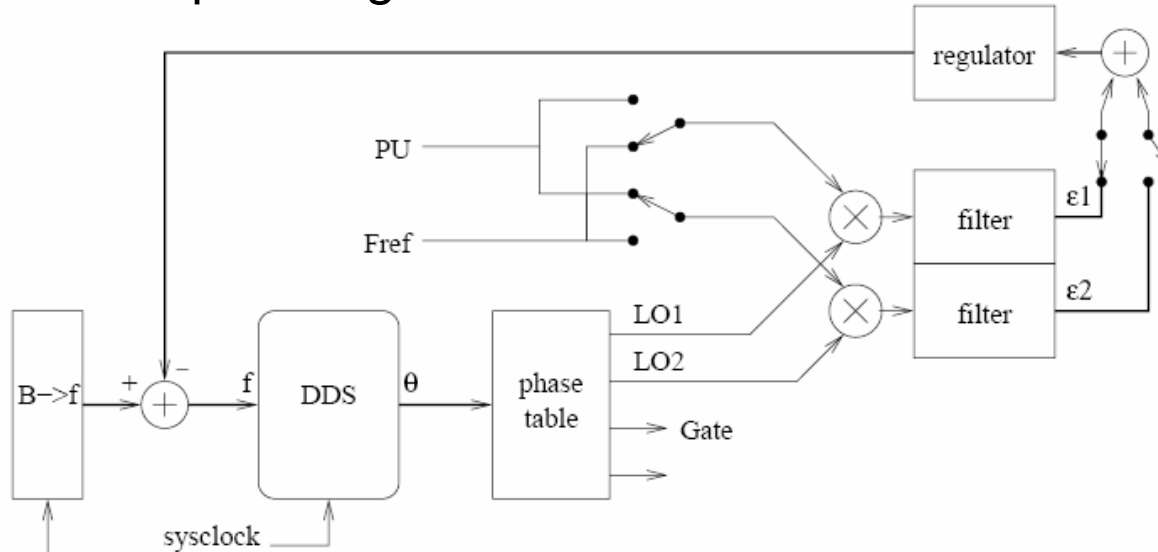 regulator
+
PU
Fref
×
filter
ε1
×
filter
ε2
LO1
LO2
B−>f
+
−
+
f
DDS
θ
phase
table
Gate
sysclock